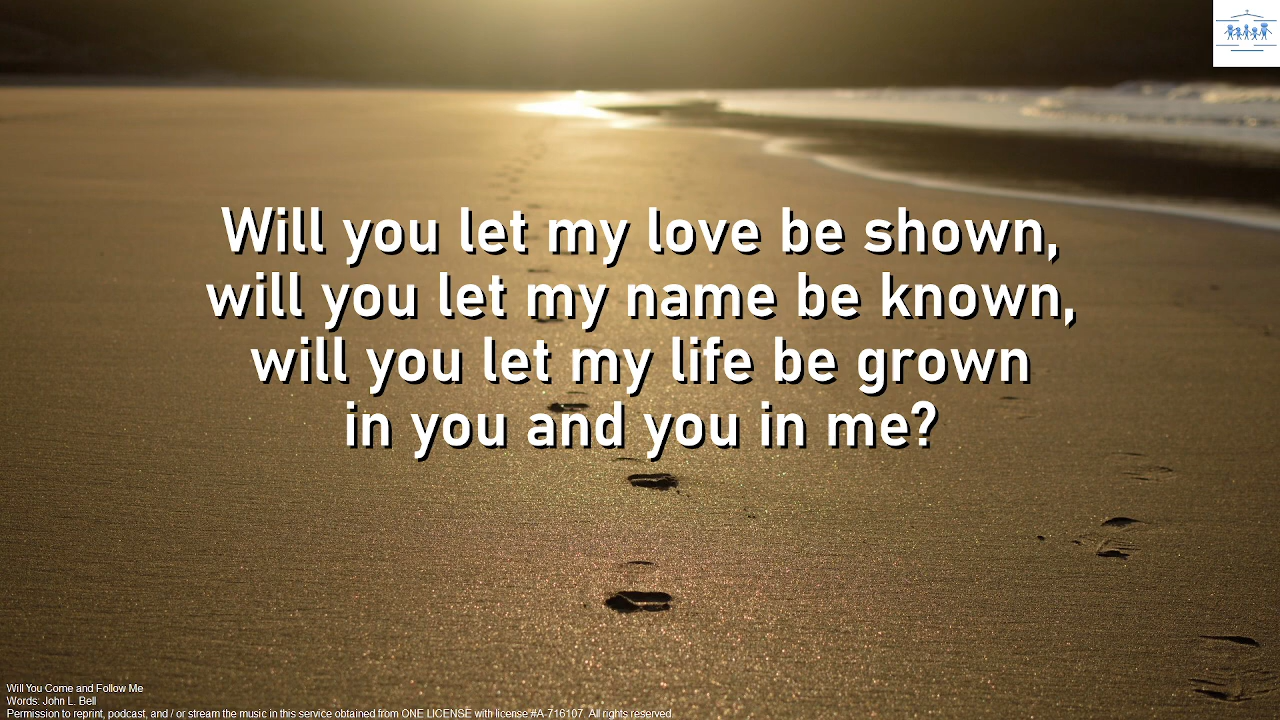 Will you let my love be shown,
will you let my name be known,
will you let my life be grown
in you and you in me?
Will You Come and Follow Me
Words: John L. Bell
Permission to reprint, podcast, and / or stream the music in this service obtained from ONE LICENSE with license #A-716107. All rights reserved.